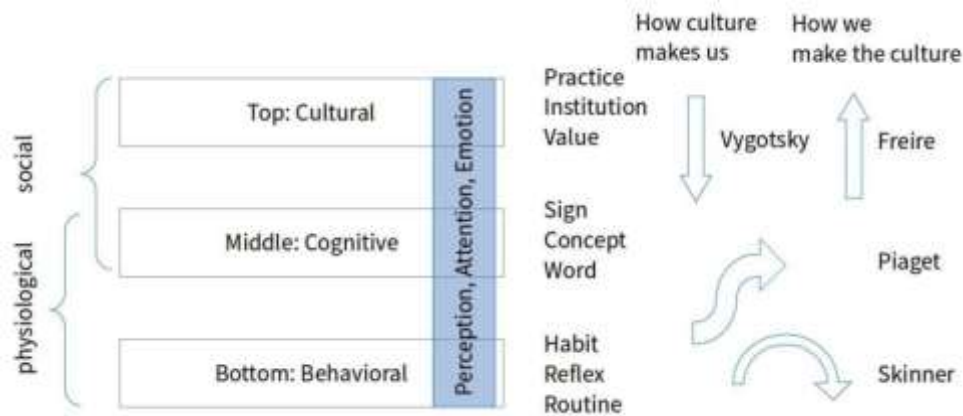 How culture
makes us
How we
make the culture
social
physiological
Top: Cultural
Middle: Cognitive
Bottom: Behavioral
Perception, Attention, Emotion
Practice
Institution
Value
Vygotsky
Freire
Sign
Concept
Word
Piaget
Habit
Reflex
Routine
Skinner